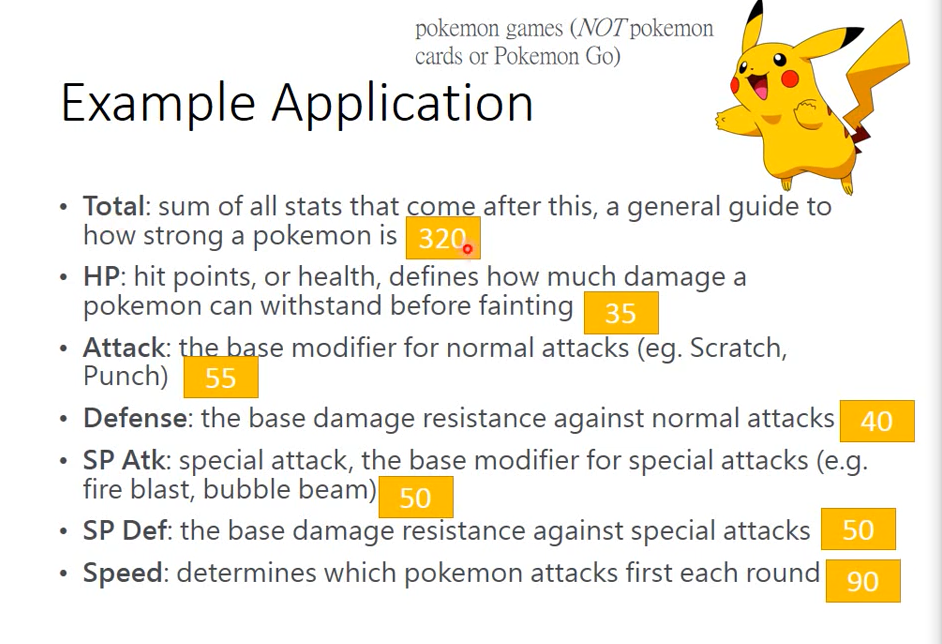 pokemon games (NOT pokemon
cards or Pokemon Go)
Example Application
• Total: sum of all stats that come after this, a general guide to
how strong a pokemon is 320
• HP: hit points, or health, defines how much damage a
pokemon can withstand before fainting 35
• Attack: the base modifier for normal attacks (eg. Scratch,
Punch) 55
• Defense: the base damage resistance against normal attacks 40
• SP Atk: special attack, the base modifier for special attacks (e.g.
fire blast, bubble beam) 50
• SP Def: the base damage resistance against special attacks 50
• Speed: determines which pokemon attacks first each round 90